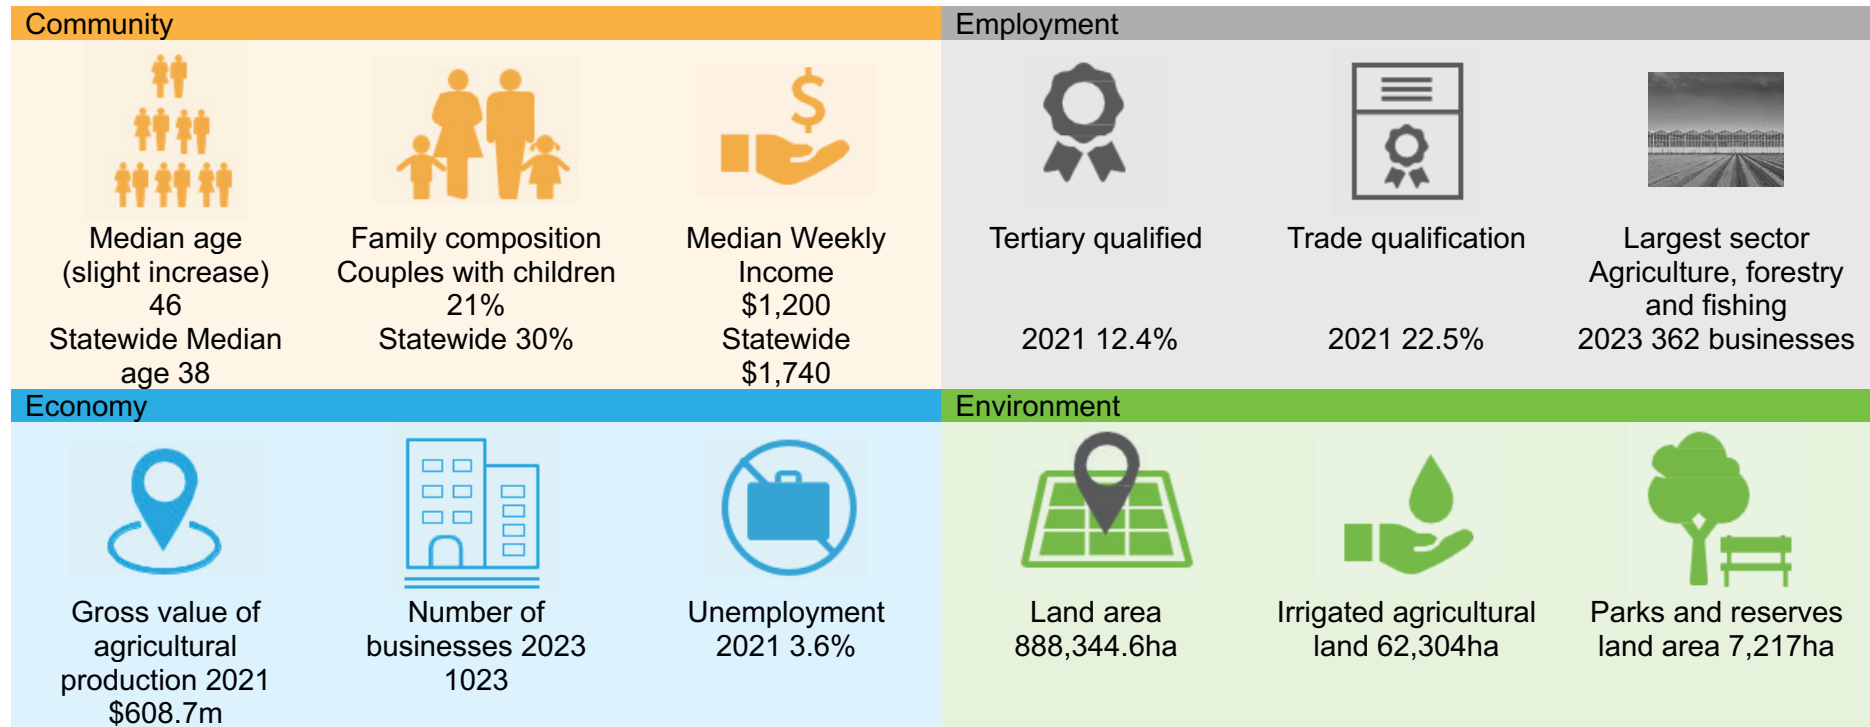 Community
Median age
(slight increase)
46
Statewide Median
age 38
Family composition
Couples with children
21%
Statewide 30%
Median Weekly
Income
$1,200
Statewide
$1,740
Employment
Tertiary qualified
2021 12.4%
Trade qualification
2021 22.5%
Largest sector
Agriculture, forestry
and fishing
2023 362 businesses
Economy
Gross value of
agricultural
production 2021
$608.7m
Number of
businesses 2023
1023
Unemployment
2021 3.6%
Environment
Land area
888,344.6ha
Irrigated agricultural
land 62,304ha
Parks and reserves
land area 7,217ha